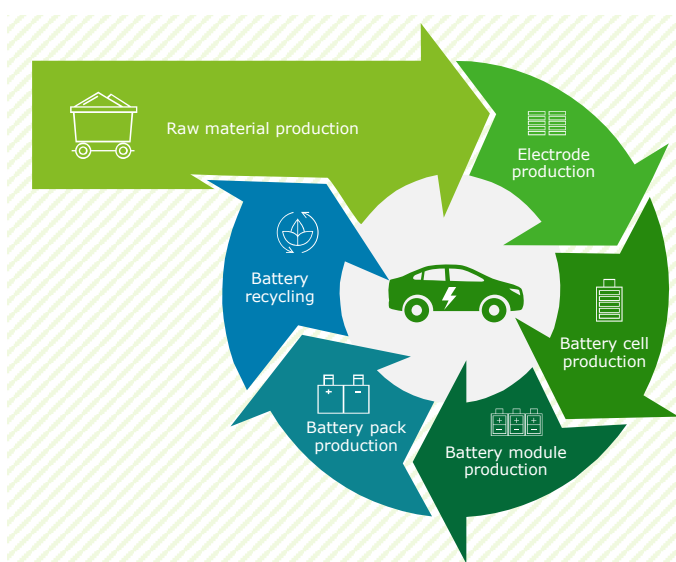 Raw material production
Electrode
production
Battery cell
production
Battery module
production
Battery pack
production
Battery
recycling